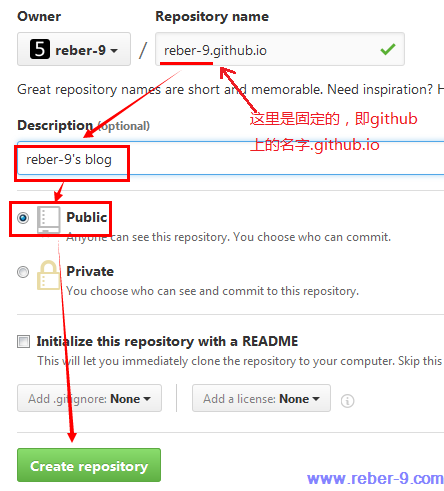 Owner Repository name
5 reber-9 / reber-9.github.io
Great repository names are short and memorable. Need inspiration? H
这里是固定的，即github
上的名字.github.io
Description (optional)
reber-9's blog
Public
Anyone can see this repository. You choose who can commit.
Private
You choose who can see and commit to this repository.
Initialize this repository with a README
This will let you immediately clone the repository to your computer. Skip this
Add .gitignore: None Add a license: None
Create repository
www.reber-9.com